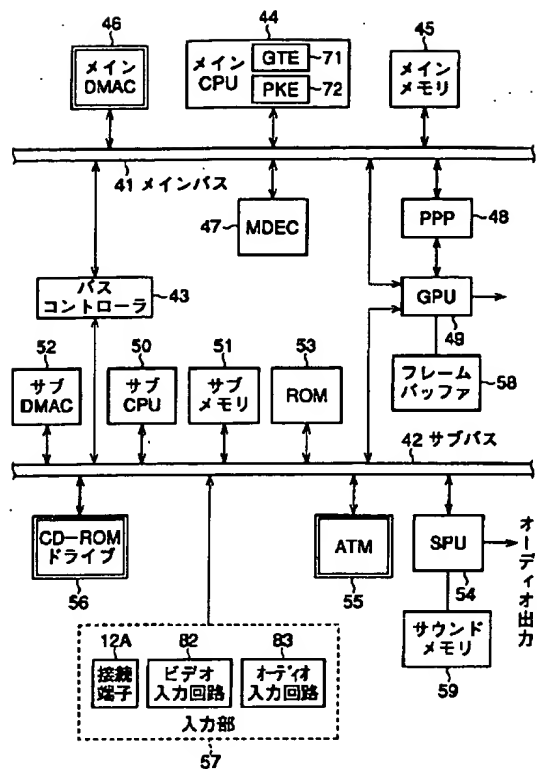 46
メイン
DMAC
44
メイン
CPU
GTE
71
PKE
72
45
メイン
メモリ
41 メインバス
47
MDEC
PPP
48
バス
コントローラ
43
GPU
49
フレーム
バッファ
58
52
サブ
DMAC
50
サブ
CPU
51
サブ
メモリ
53
ROM
42 サブバス
CD-ROM
ドライブ
56
ATM
55
SPU
54
オーディオ出力
サウンド
メモリ
59
12A
接続
端子
82
ビデオ
入力回路
83
オーディオ
入力回路
入力部
57